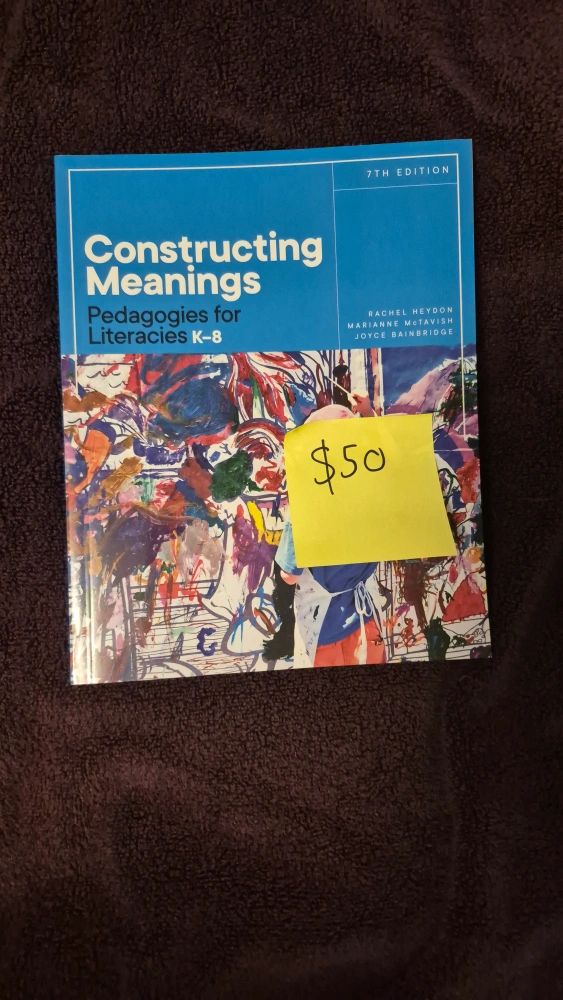 7TH EDITION
Constructing
Meanings
Pedagogies for
Literacies K–8
RACHEL HEYDON
MARIANNE McTAVISH
JOYCE BAINBRIDGE
$50